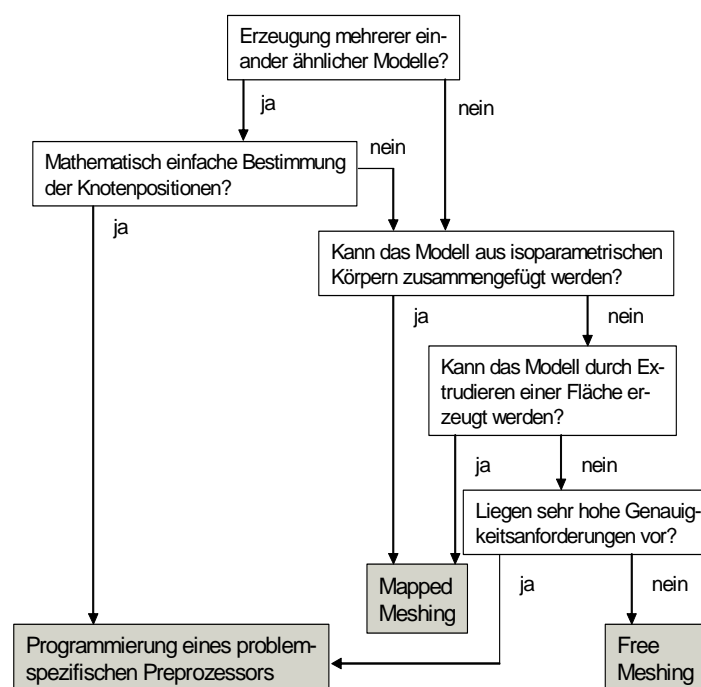 Erzeugung mehrerer ein-
ander ähnlicher Modelle?
ja
nein
Mathematisch einfache Bestimmung
der Knotenpositionen?
nein
ja
Kann das Modell aus isoparametrischen
Körpern zusammengefügt werden?
ja
nein
Kann das Modell durch Ex-
trudieren einer Fläche er-
zeugt werden?
ja
nein
Liegen sehr hohe Genauig-
keitsanforderungen vor?
ja
nein
Mapped
Meshing
Programmierung eines problem-
spezifischen Preprozessors
Free
Meshing